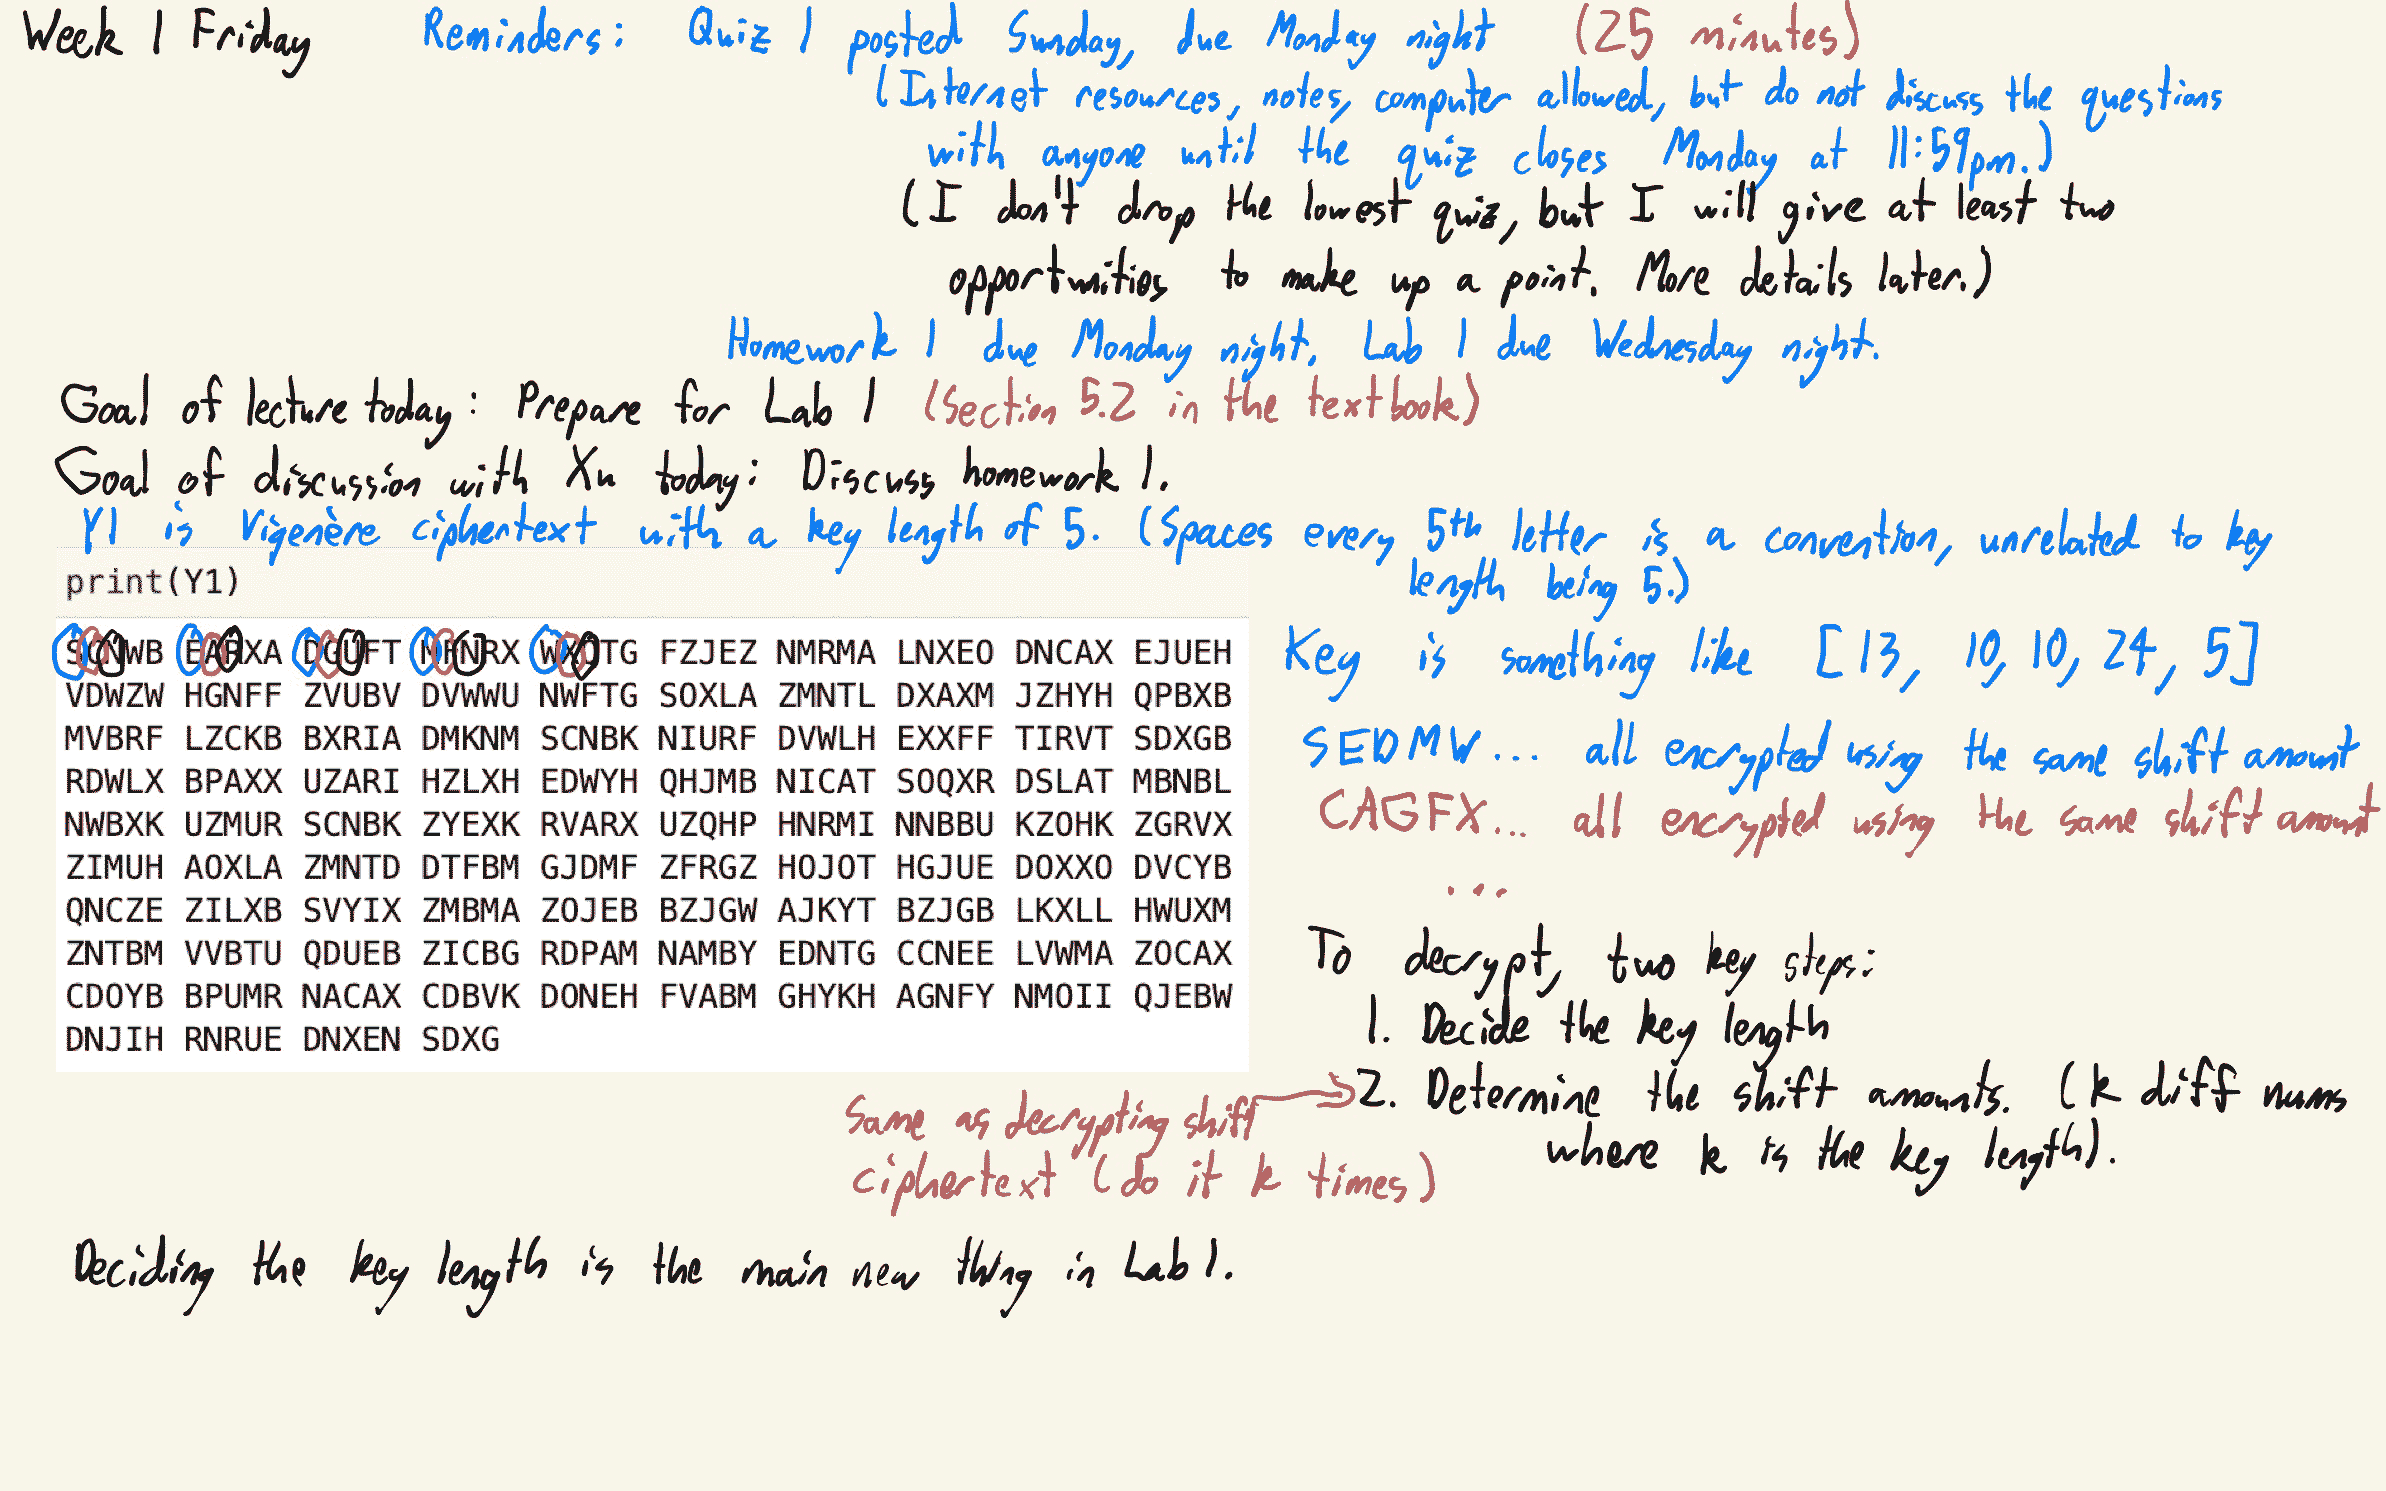 Week 1 Friday Reminders: Quiz 1 posted Sunday, due Monday night (25 minutes)
(Internet resources, notes, computer allowed, but do not discuss the questions
with anyone until the quiz closes Monday at 11:59pm.)
(I don't drop the lowest quiz, but I will give at least two
opportunities to make up a point. More details later.)
Homework 1 due Monday night, Lab 1 due Wednesday night.
Goal of lecture today: Prepare for Lab 1 (Section 5.2 in the textbook)
Goal of discussion with Xu today: Discuss homework 1.
Y1 is Vigenère ciphertext with a key length of 5. (Spaces every 5th letter is a convention, unrelated to key
length being 5.)
print(Y1)
SCNWB EARXA DGUFT MFNRX WXDTG FZJEZ NMRMA LNXEO DNCAX EJUEH
VDWZW HGNFF ZVUBV DVWWU NWFTG SOXLA ZMNTL DXAXM JZHYH QPBXB
MVBRF LZCKB BXRIA DMKNM SCNBK NIURF DVWLH EXXFF TIRVT SDXGB
RDWLX BPAXX UZARI HZLXH EDWYH QHJMB NICAT SOQXR DSLAT MBNBL
NWBXK UZMUR SCNBK ZYEXK RVARX UZQHP HNRMI NNBBU KZOHK ZGRVX
ZIMUH AOXLA ZMNTD DTFBM GJDMF ZFRGZ HOJOT HGJUE DOXXO DVCYB
QNCZE ZILXB SVYIX ZMBMA ZOJEB BZJGW AJKYT BZJGB LKXLL HWUXM
ZNTBM VVBTU QDUEB ZICBG RDPAM NAMBY EDNTG CCNEE LVWMA ZOCAX
CDOYB BPUMR NACAX CDBVK DONEH FVABM GHYKH AGNFY NMOII QJEBW
DNJIH RNRUE DNXEN SDXG
Key is something like [13, 10, 10, 24, 5]
SEDMW... all encrypted using the same shift amount
CAGFX... all encrypted using the same shift amount
...
To decrypt, two key steps:
1. Decide the key length
2. Determine the shift amounts. (k diff nums
where k is the key length).
Same as decrypting shift
ciphertext (do it k times)
Deciding the key length is the main new thing in Lab 1.